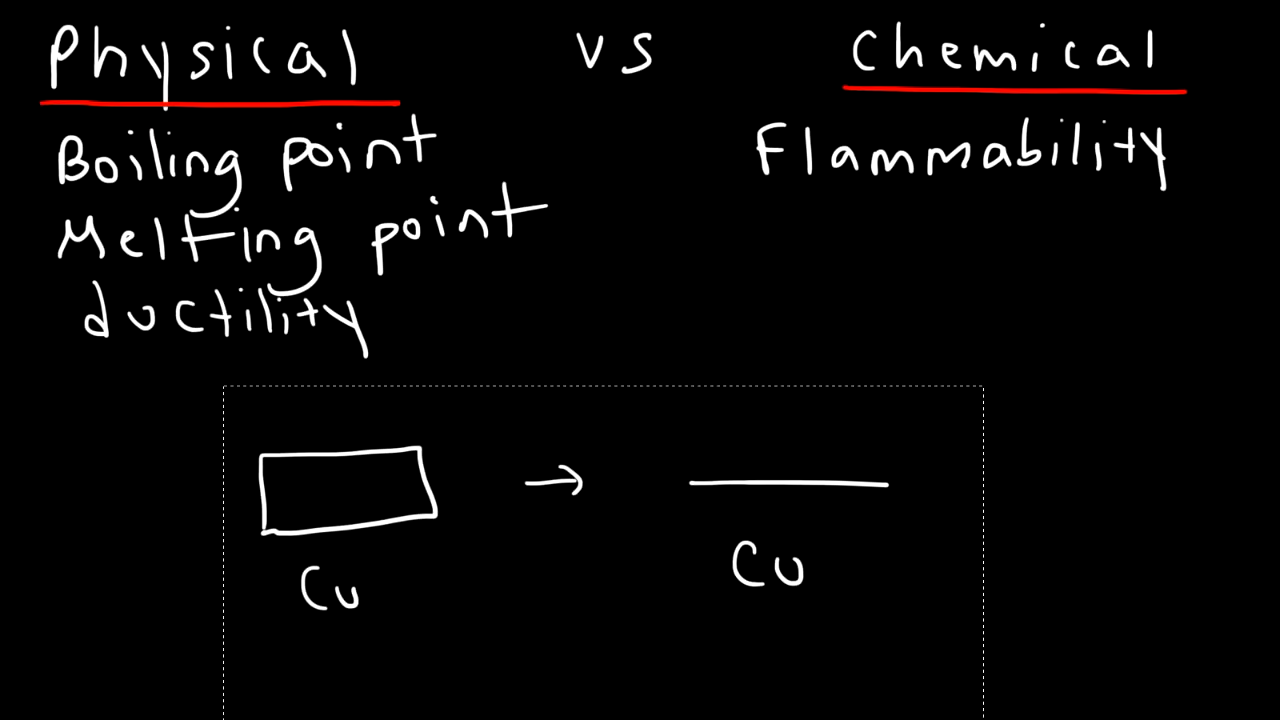 Physical vs Chemical
Boiling point Flammability
Melting point
ductility
→
Cu Cu